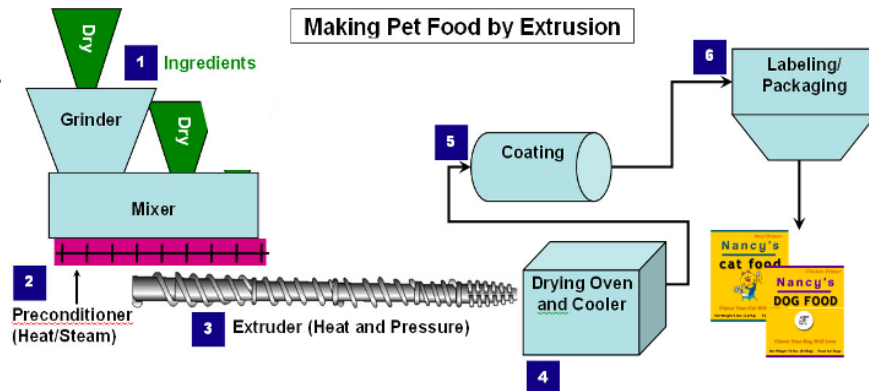 Making Pet Food by Extrusion
Dry
1 Ingredients
Grinder
Dry
Mixer
2
Preconditioner
(Heat/Steam)
3 Extruder (Heat and Pressure)
Drying Oven
and Cooler
4
5
Coating
6
Labeling/
Packaging
Nancy's
cat food
Nancy's
DOG FOOD